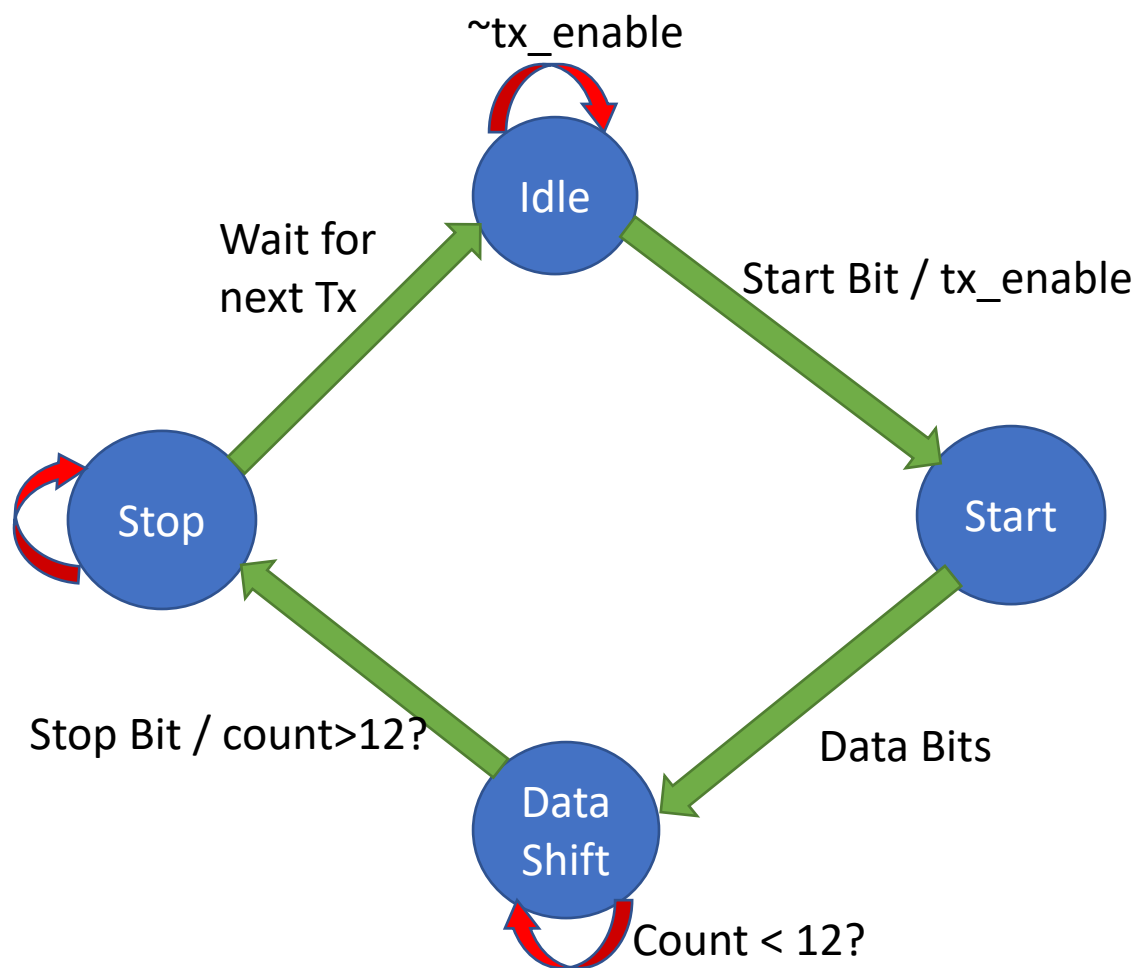 ~tx_enable
Idle
Wait for
next Tx
Start Bit / tx_enable
Stop
Start
Stop Bit / count>12?
Data Bits
Data
Shift
Count < 12?